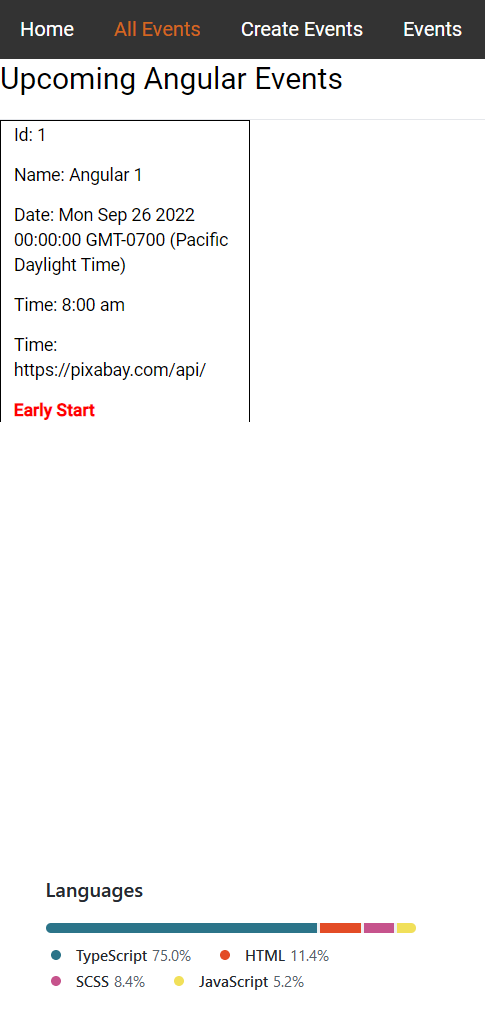 Home All Events Create Events Events
Upcoming Angular Events
Id: 1
Name: Angular 1
Date: Mon Sep 26 2022
00:00:00 GMT-0700 (Pacific
Daylight Time)
Time: 8:00 am
Time:
https://pixabay.com/api/
Early Start
Languages
TypeScript 75.0% HTML 11.4%
SCSS 8.4% JavaScript 5.2%